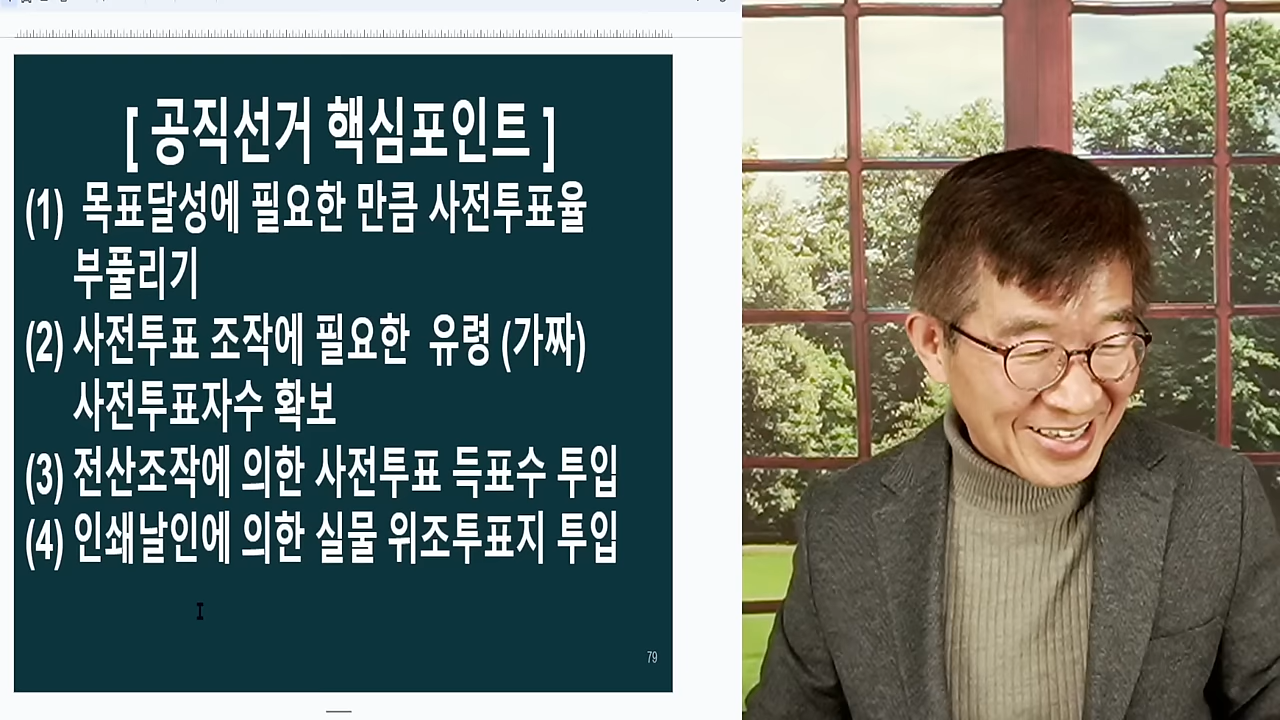 [ 공직선거 핵심포인트 ]
(1) 목표달성에 필요한 만큼 사전투표율
부풀리기
(2) 사전투표 조작에 필요한 유령 (가짜)
사전투표자수 확보
(3) 전산조작에 의한 사전투표 득표수 투입
(4) 인쇄날인에 의한 실물 위조투표지 투입
79